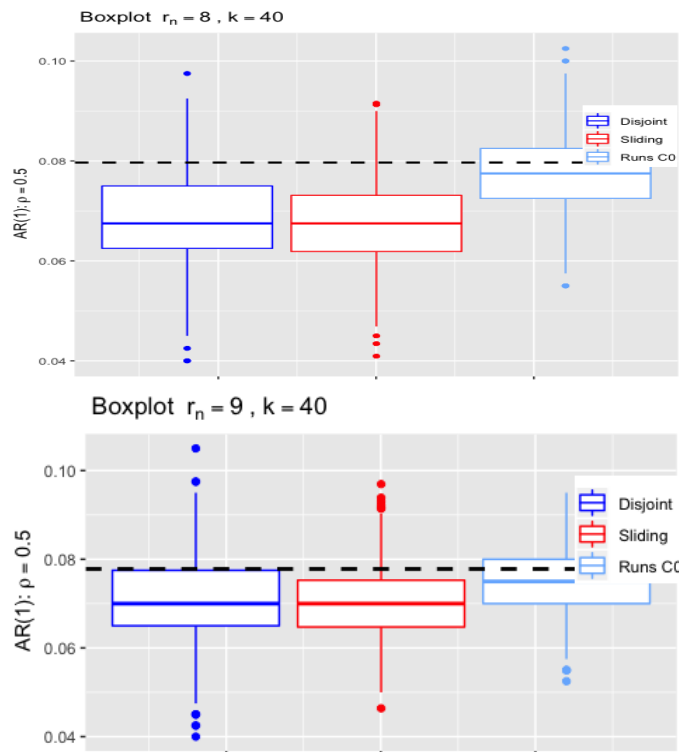 Boxplot rₙ = 8 , k = 40
0.10
Disjoint
Sliding
Runs C0
0.08
AR(1): ρ = 0.5
0.06
0.04
Boxplot rₙ = 9 , k = 40
0.10
Disjoint
Sliding
Runs C0
0.08
AR(1): ρ = 0.5
0.06
0.04